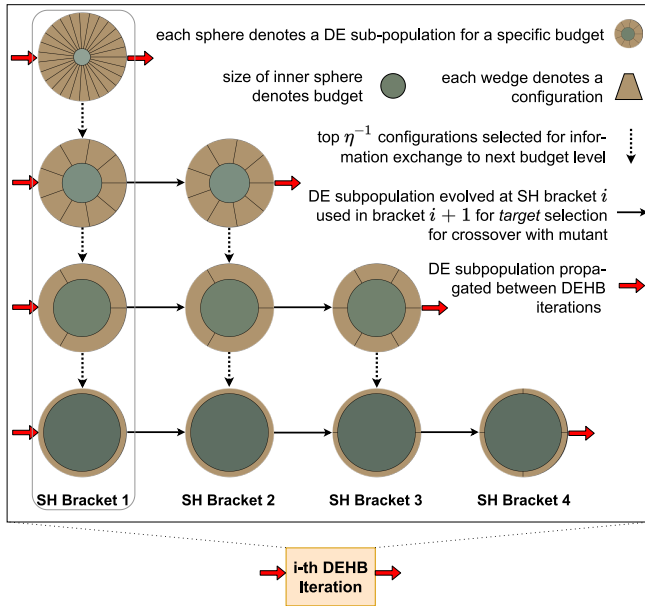 each sphere denotes a DE sub-population for a specific budget
size of inner sphere
denotes budget
each wedge denotes a
configuration
top η⁻¹ configurations selected for infor-
mation exchange to next budget level
DE subpopulation evolved at SH bracket i
used in bracket i + 1 for target selection
for crossover with mutant
DE subpopulation propa-
gated between DEHB
iterations
SH Bracket 1
SH Bracket 2
SH Bracket 3
SH Bracket 4
i-th DEHB
Iteration